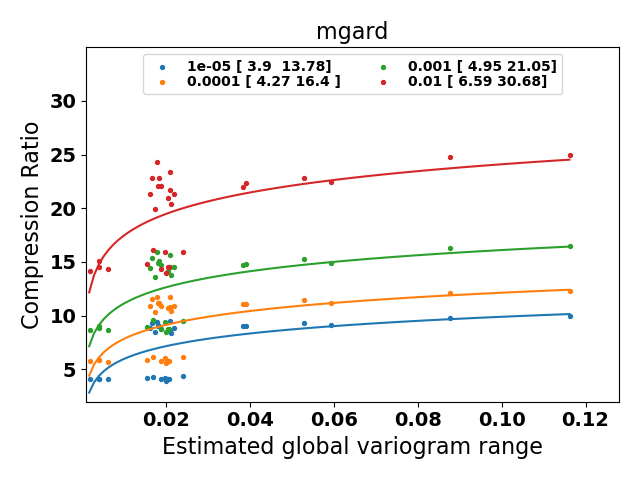 mgard
1e-05 [ 3.9  13.78]
0.0001 [ 4.27 16.4 ]
0.001 [ 4.95 21.05]
0.01 [ 6.59 30.68]
Compression Ratio
30
25
20
15
10
5
0.02 0.04 0.06 0.08 0.10 0.12
Estimated global variogram range